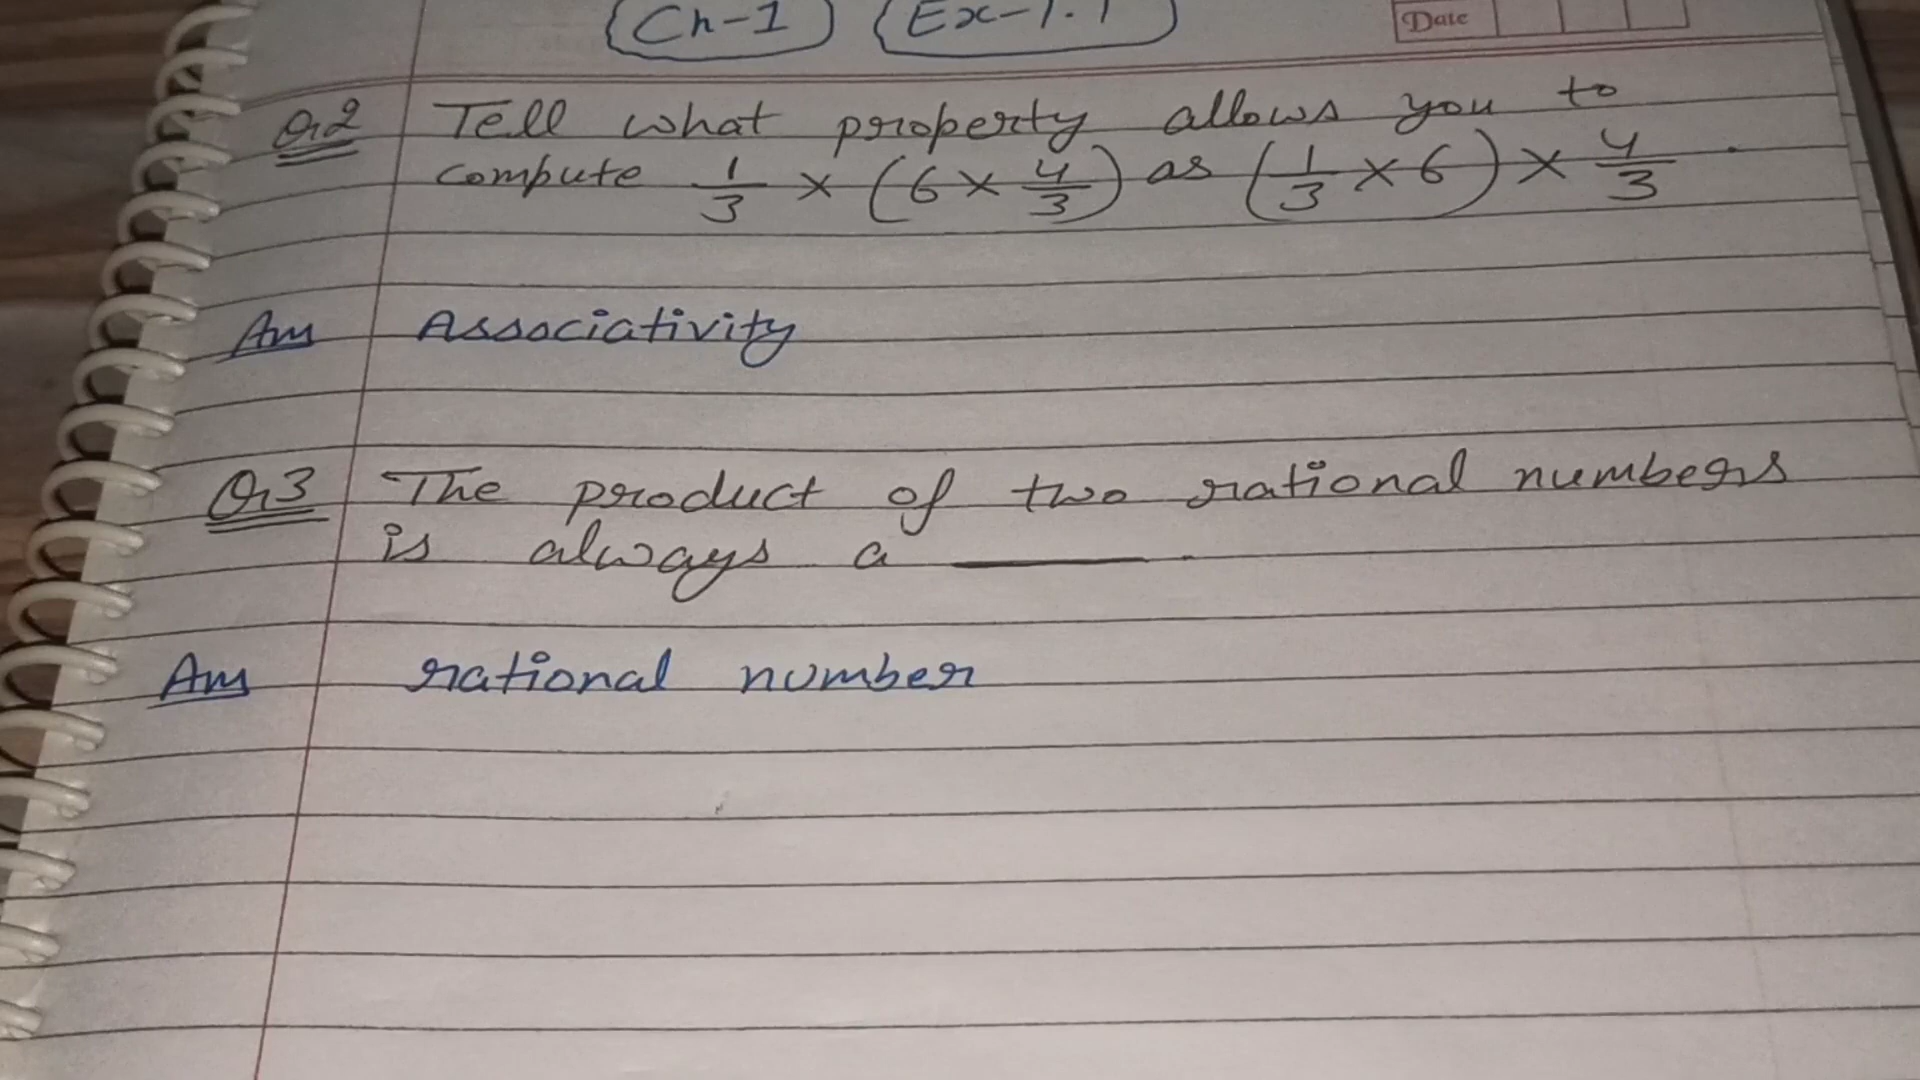 Ch-1 Ex-1.1 Date
Q.2 Tell what property allows you to
compute 1/3 × (6 × 4/3) as (1/3 × 6) × 4/3.
Ans Associativity
Q.3 The product of two rational numbers
is always a ______.
Ans rational number